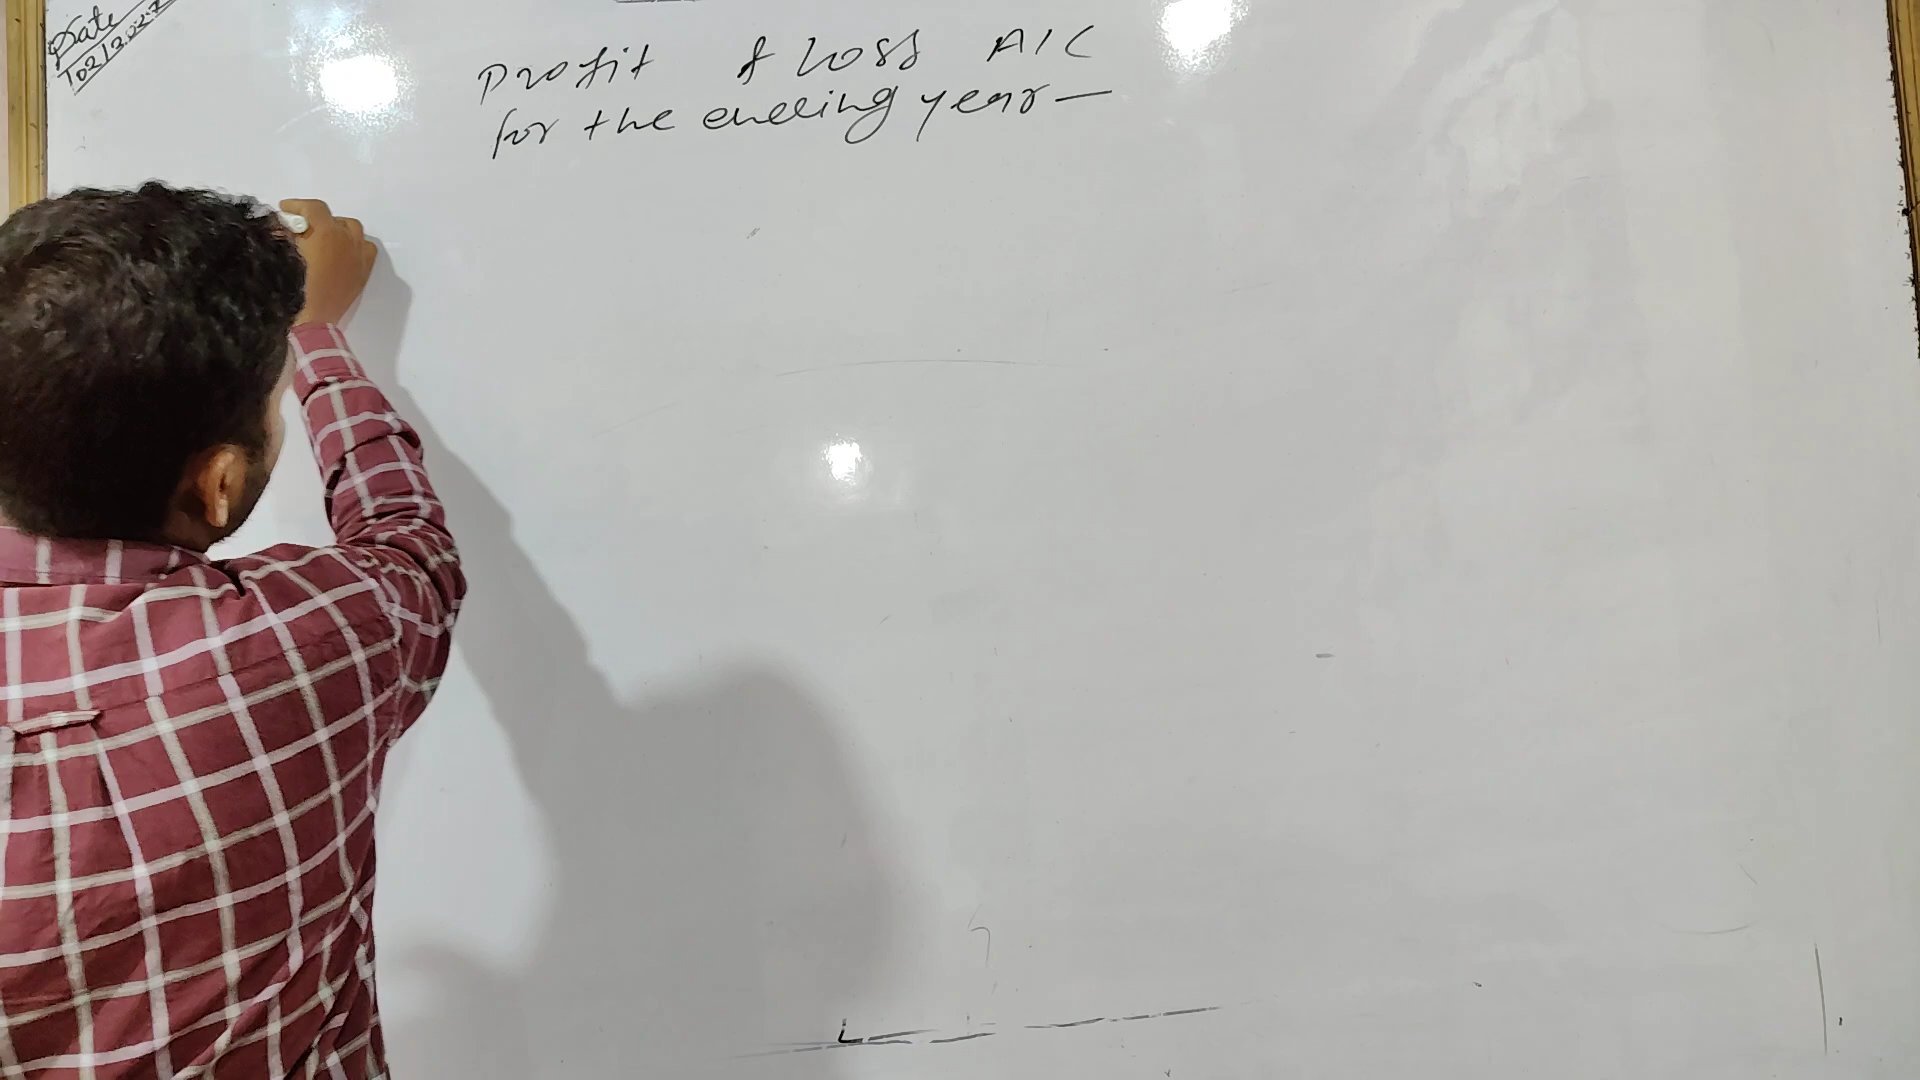 Date
Profit & Loss A/C
for the ending year —